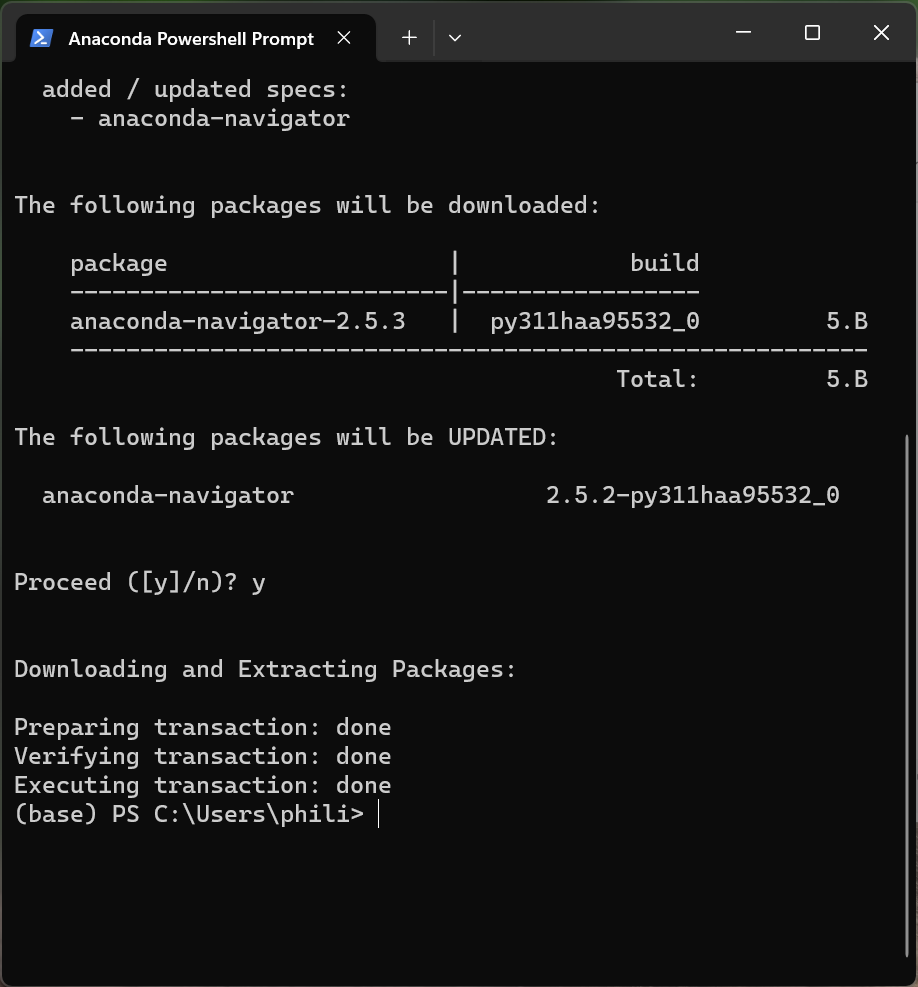 Anaconda Powershell Prompt
added / updated specs:
- anaconda-navigator
The following packages will be downloaded:
package | build
---------------------------|-----------------
anaconda-navigator-2.5.3 | py311haa95532_0 5.B
---------------------------------------------------------
Total: 5.B
The following packages will be UPDATED:
anaconda-navigator 2.5.2-py311haa95532_0
Proceed ([y]/n)? y
Downloading and Extracting Packages:
Preparing transaction: done
Verifying transaction: done
Executing transaction: done
(base) PS C:\Users\phili>